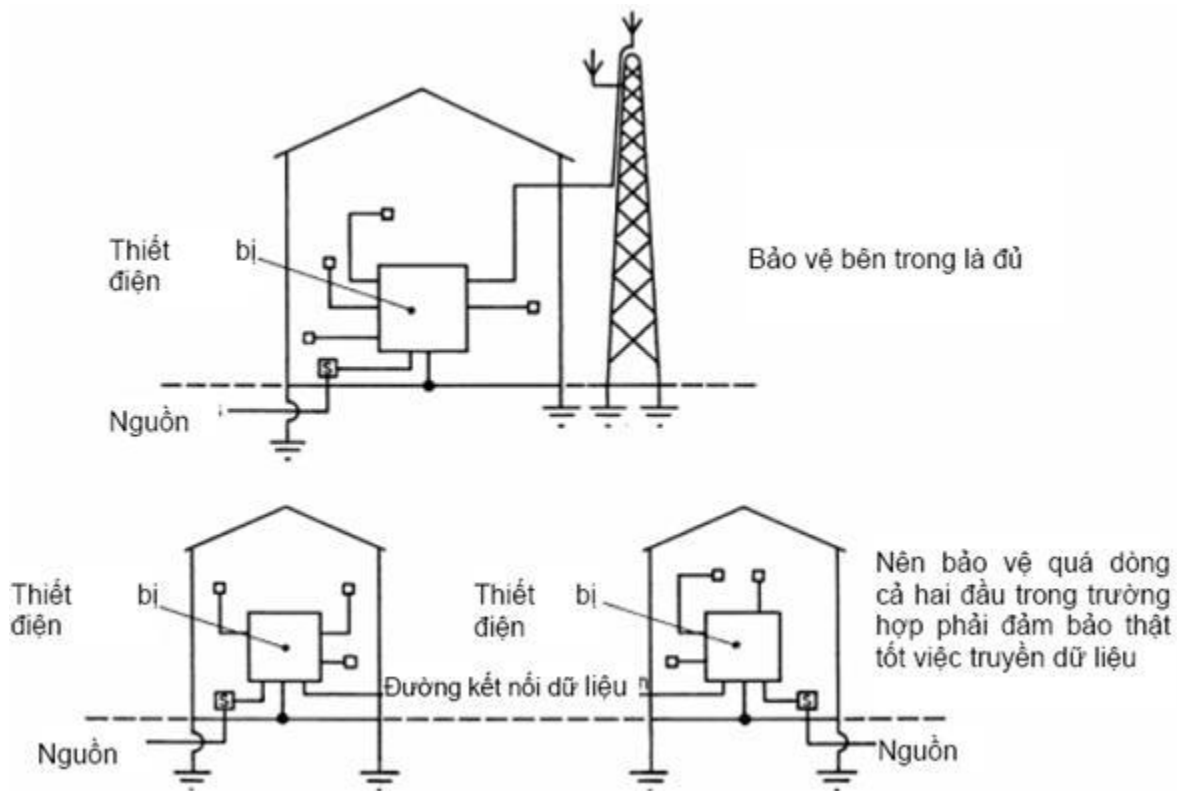 Thiết bị
điện
Bảo vệ bên trong là đủ
S
Nguồn
Thiết bị
điện
Thiết bị
điện
Nên bảo vệ quá dòng
cả hai đầu trong trường
hợp phải đảm bảo thật
tốt việc truyền dữ liệu
Đường kết nối dữ liệu
S
S
Nguồn
Nguồn